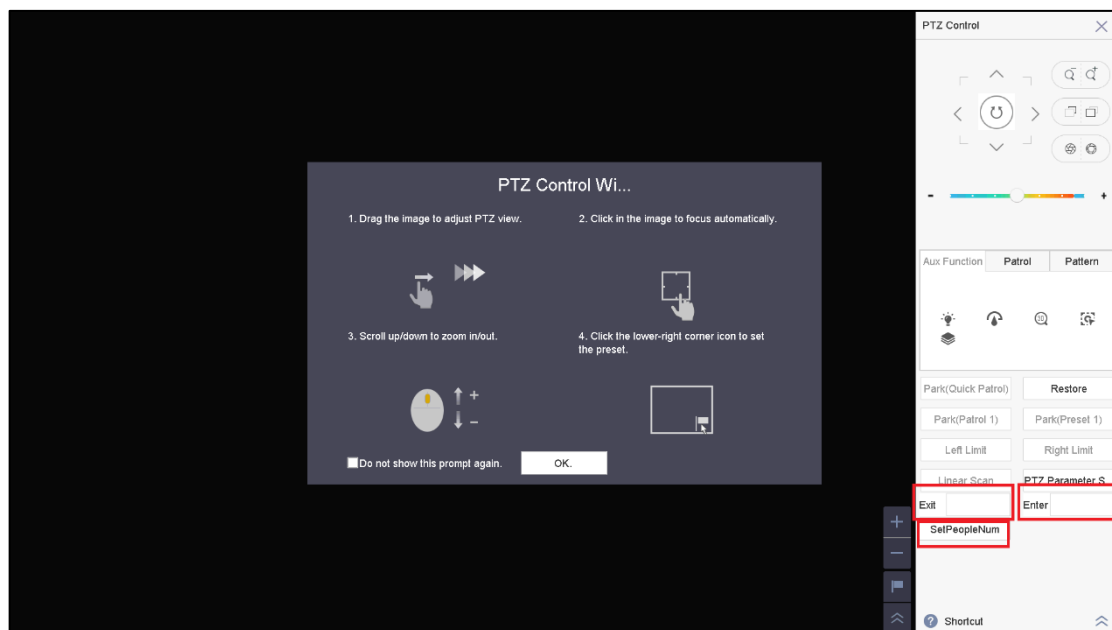 PTZ Control
PTZ Control Wi...
1. Drag the image to adjust PTZ view.
2. Click in the image to focus automatically.
3. Scroll up/down to zoom in/out.
4. Click the lower-right corner icon to set
the preset.
Do not show this prompt again.
OK.
- +
Aux Function Patrol Pattern
3D
Park(Quick Patrol) Restore
Park(Patrol 1) Park(Preset 1)
Left Limit Right Limit
Linear Scan PTZ Parameter S
Exit Enter
SetPeopleNum
Shortcut